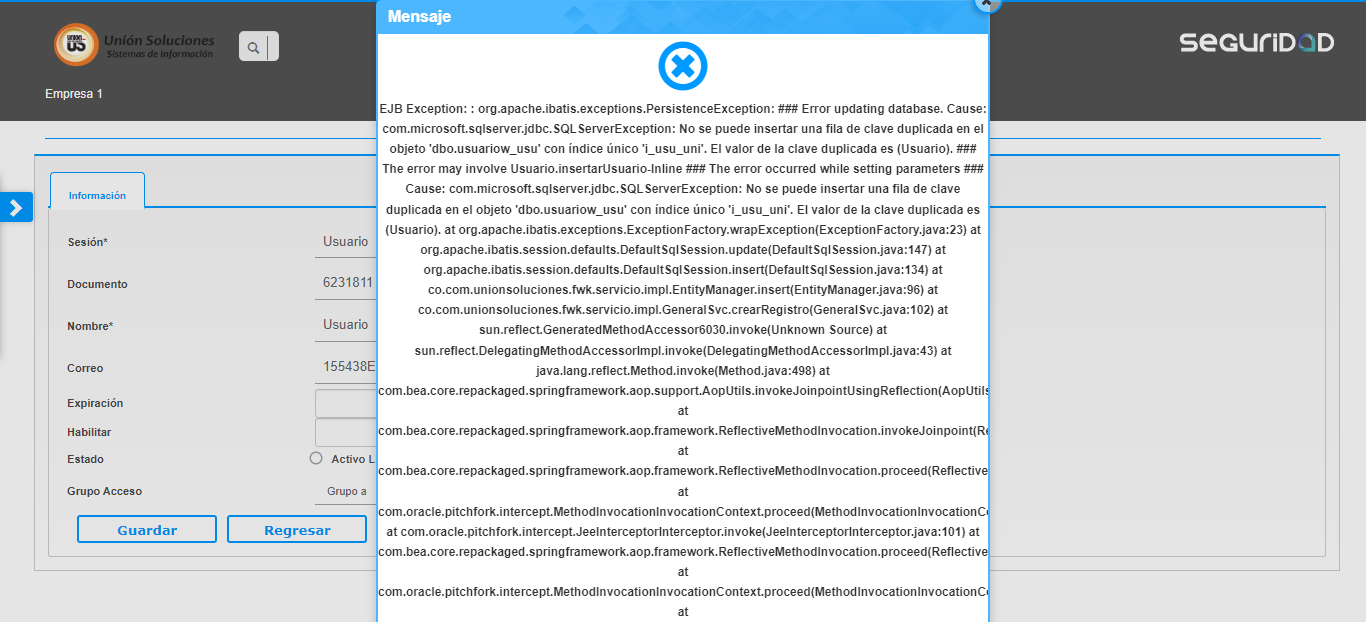 Mensaje
Unión Soluciones
Sistemas de Información
SEGURIDAD
Empresa 1
EJB Exception: : org.apache.ibatis.exceptions.PersistenceException: ### Error updating database. Cause:
com.microsoft.sqlserver.jdbc.SQLServerException: No se puede insertar una fila de clave duplicada en el
objeto 'dbo.usuariow_usu' con índice único 'i_usu_uni'. El valor de la clave duplicada es (Usuario). ###
The error may involve Usuario.insertarUsuario-Inline ### The error occurred while setting parameters ###
Cause: com.microsoft.sqlserver.jdbc.SQLServerException: No se puede insertar una fila de clave
duplicada en el objeto 'dbo.usuariow_usu' con índice único 'i_usu_uni'. El valor de la clave duplicada es
(Usuario). at org.apache.ibatis.exceptions.ExceptionFactory.wrapException(ExceptionFactory.java:23) at
org.apache.ibatis.session.defaults.DefaultSqlSession.update(DefaultSqlSession.java:147) at
org.apache.ibatis.session.defaults.DefaultSqlSession.insert(DefaultSqlSession.java:134) at
co.com.unionsoluciones.fwk.servicio.impl.EntityManager.insert(EntityManager.java:96) at
co.com.unionsoluciones.fwk.servicio.impl.GeneralSvc.crearRegistro(GeneralSvc.java:102) at
sun.reflect.GeneratedMethodAccessor6030.invoke(Unknown Source) at
sun.reflect.DelegatingMethodAccessorImpl.invoke(DelegatingMethodAccessorImpl.java:43) at
java.lang.reflect.Method.invoke(Method.java:498) at
com.bea.core.repackaged.springframework.aop.support.AopUtils.invokeJoinpointUsingReflection(AopUtils
at
com.bea.core.repackaged.springframework.aop.framework.ReflectiveMethodInvocation.invokeJoinpoint(Re
at
com.bea.core.repackaged.springframework.aop.framework.ReflectiveMethodInvocation.proceed(Reflective
at
com.oracle.pitchfork.intercept.MethodInvocationInvocationContext.proceed(MethodInvocationInvocationC
at com.oracle.pitchfork.intercept.JeeInterceptorInterceptor.invoke(JeeInterceptorInterceptor.java:101) at
com.bea.core.repackaged.springframework.aop.framework.ReflectiveMethodInvocation.proceed(Reflective
at
com.oracle.pitchfork.intercept.MethodInvocationInvocationContext.proceed(MethodInvocationInvocationC
at
Información
Sesión* Usuario
Documento 6231811
Nombre* Usuario
Correo 155438E
Expiración
Habilitar
Estado Activo L
Grupo Acceso Grupo a
Guardar Regresar